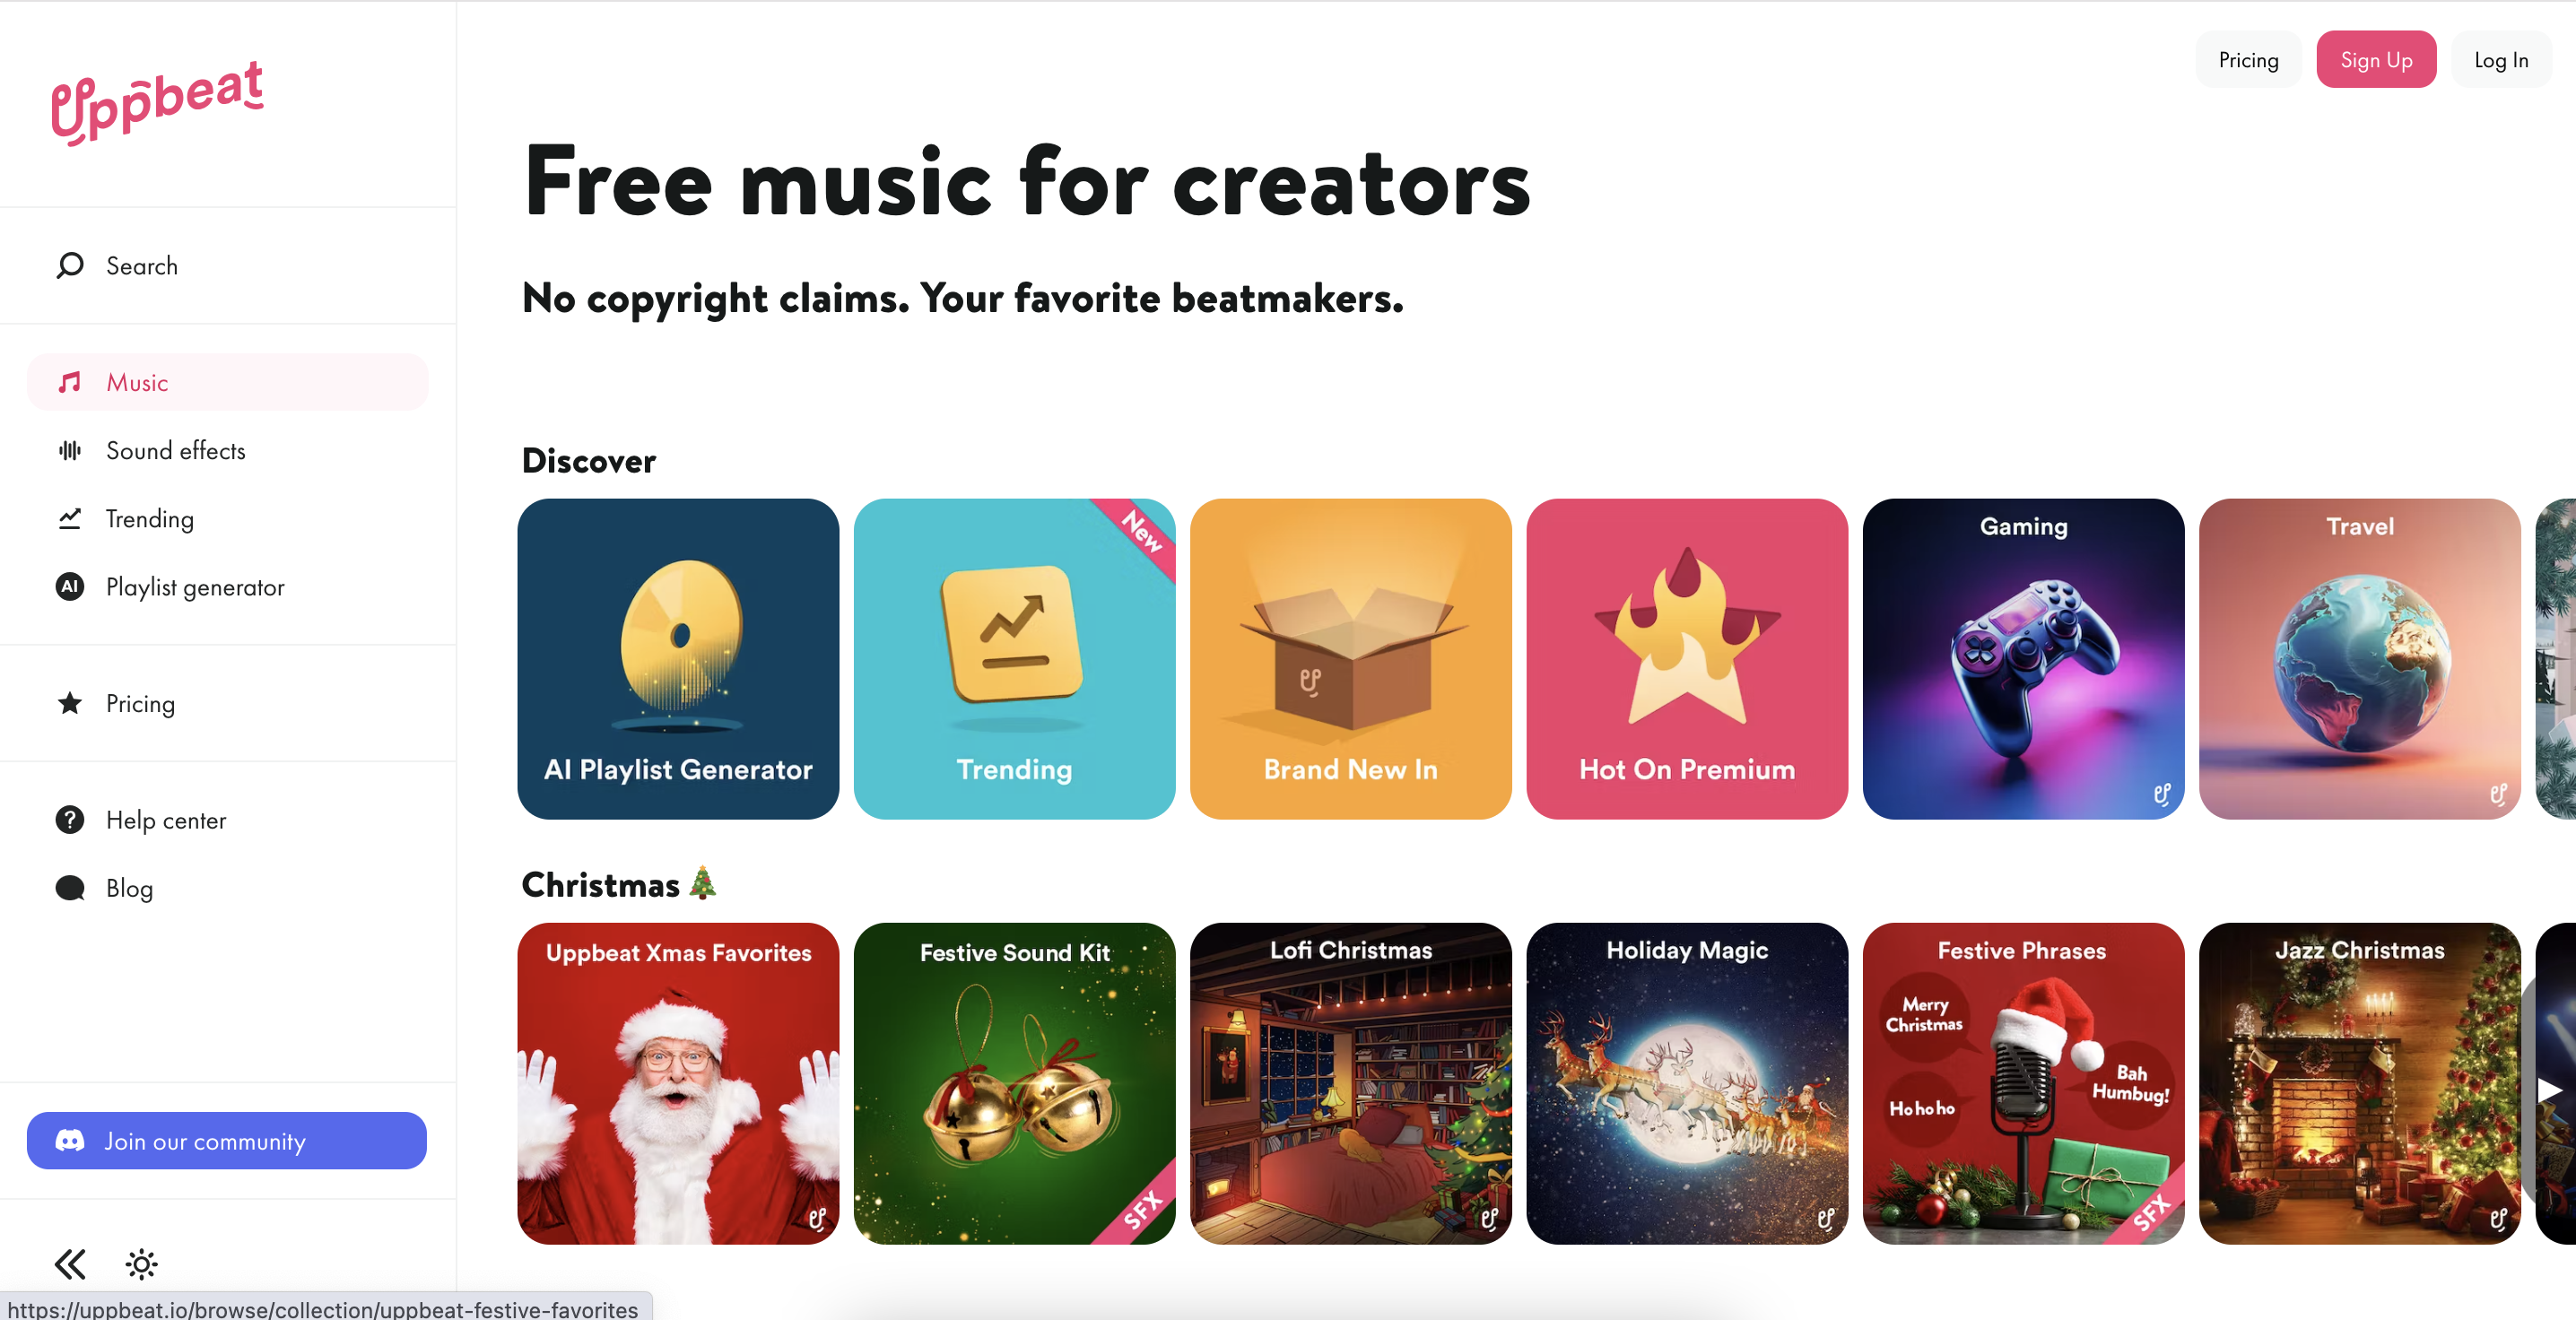 Uppbeat
Pricing
Sign Up
Log In
Search
Music
Sound effects
Trending
AI Playlist generator
Pricing
Help center
Blog
Join our community
Free music for creators
No copyright claims. Your favorite beatmakers.
Discover
AI Playlist Generator
New
Trending
Brand New In
Hot On Premium
Gaming
Travel
Christmas🎄
Uppbeat Xmas Favorites
Festive Sound Kit
SFX
Lofi Christmas
Holiday Magic
Festive Phrases
Merry
Christmas
Ho ho ho
Bah
Humbug!
SFX
Jazz Christmas
https://uppbeat.io/browse/collection/uppbeat-festive-favorites